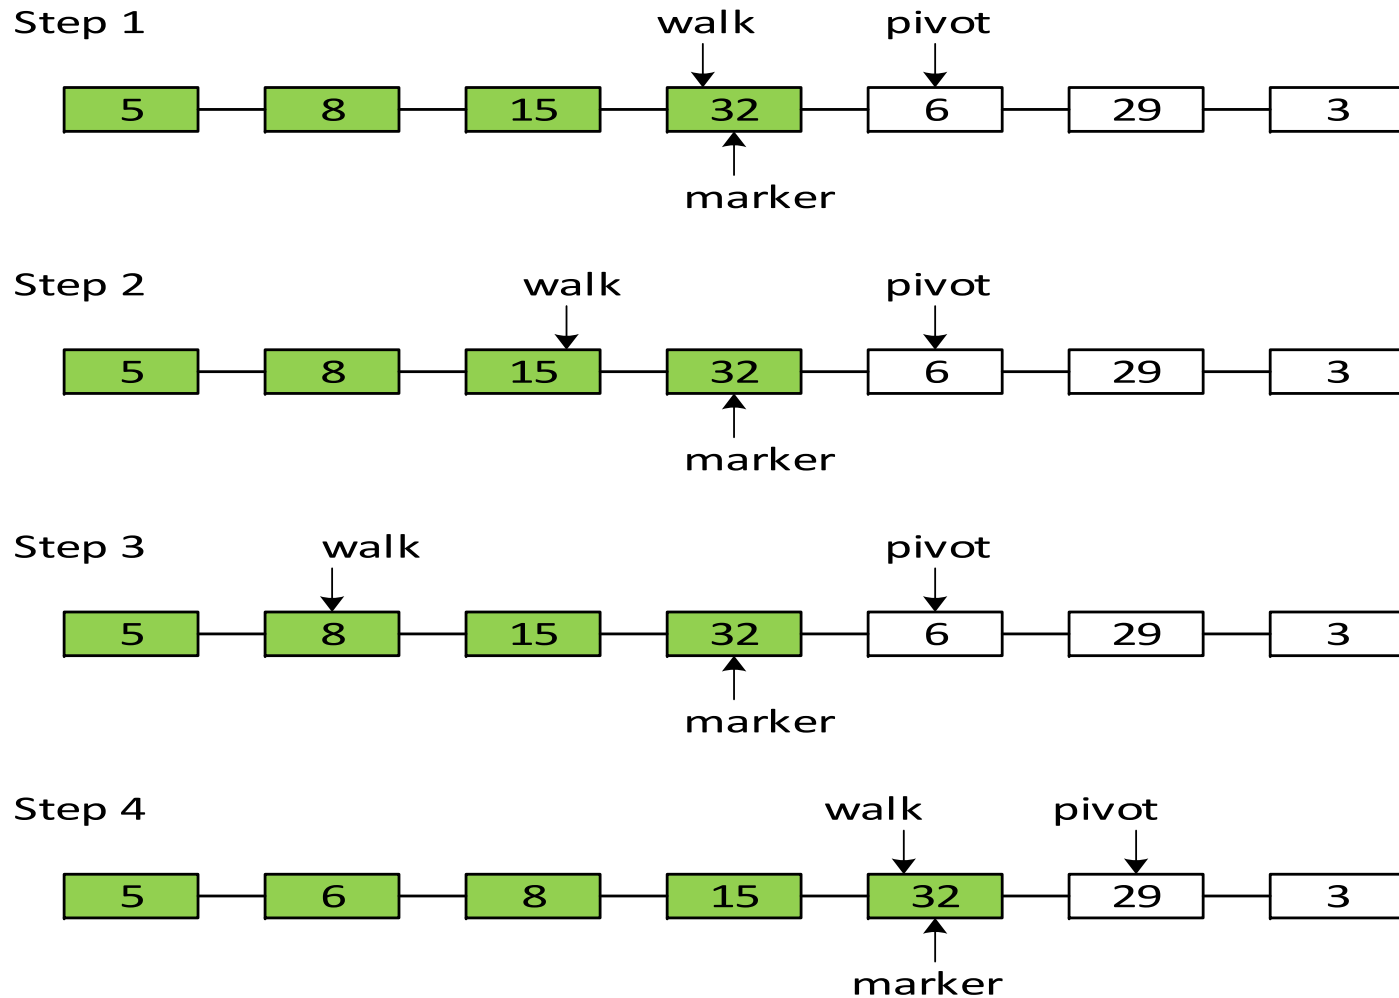 Step 1
walk pivot
5 8 15 32 6 29 3
marker
Step 2
walk pivot
5 8 15 32 6 29 3
marker
Step 3
walk pivot
5 8 15 32 6 29 3
marker
Step 4
walk pivot
5 6 8 15 32 29 3
marker